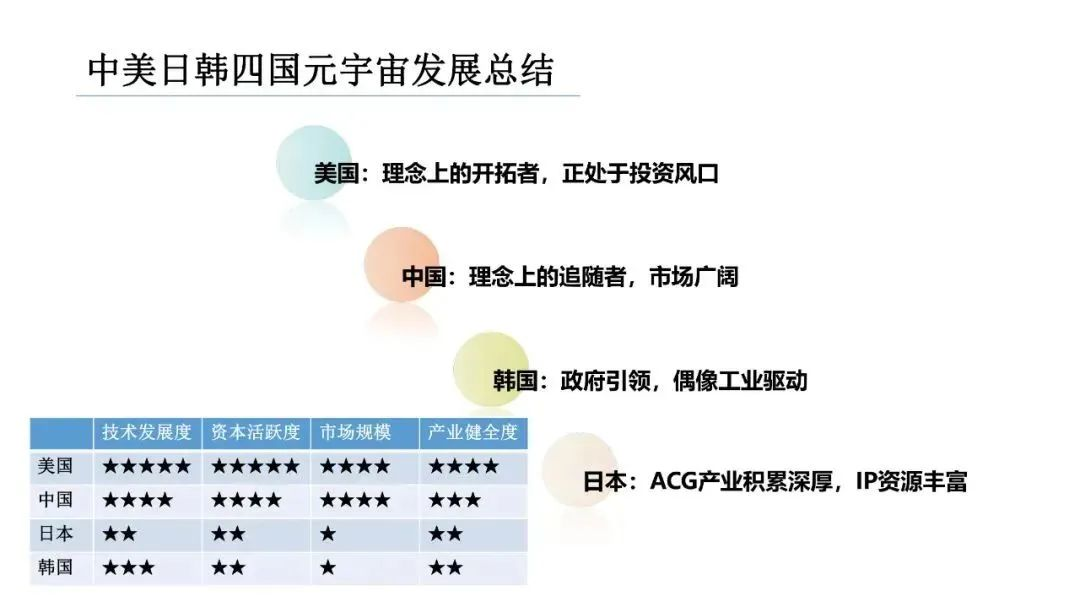 中美日韩四国元宇宙发展总结
美国：理念上的开拓者，正处于投资风口
中国：理念上的追随者，市场广阔
韩国：政府引领，偶像工业驱动
日本：ACG产业积累深厚，IP资源丰富
技术发展度 资本活跃度 市场规模 产业健全度
美国 ★★★★★ ★★★★★ ★★★★ ★★★★
中国 ★★★★ ★★★★ ★★★★ ★★★
日本 ★★ ★★ ★ ★★
韩国 ★★★ ★★ ★ ★★